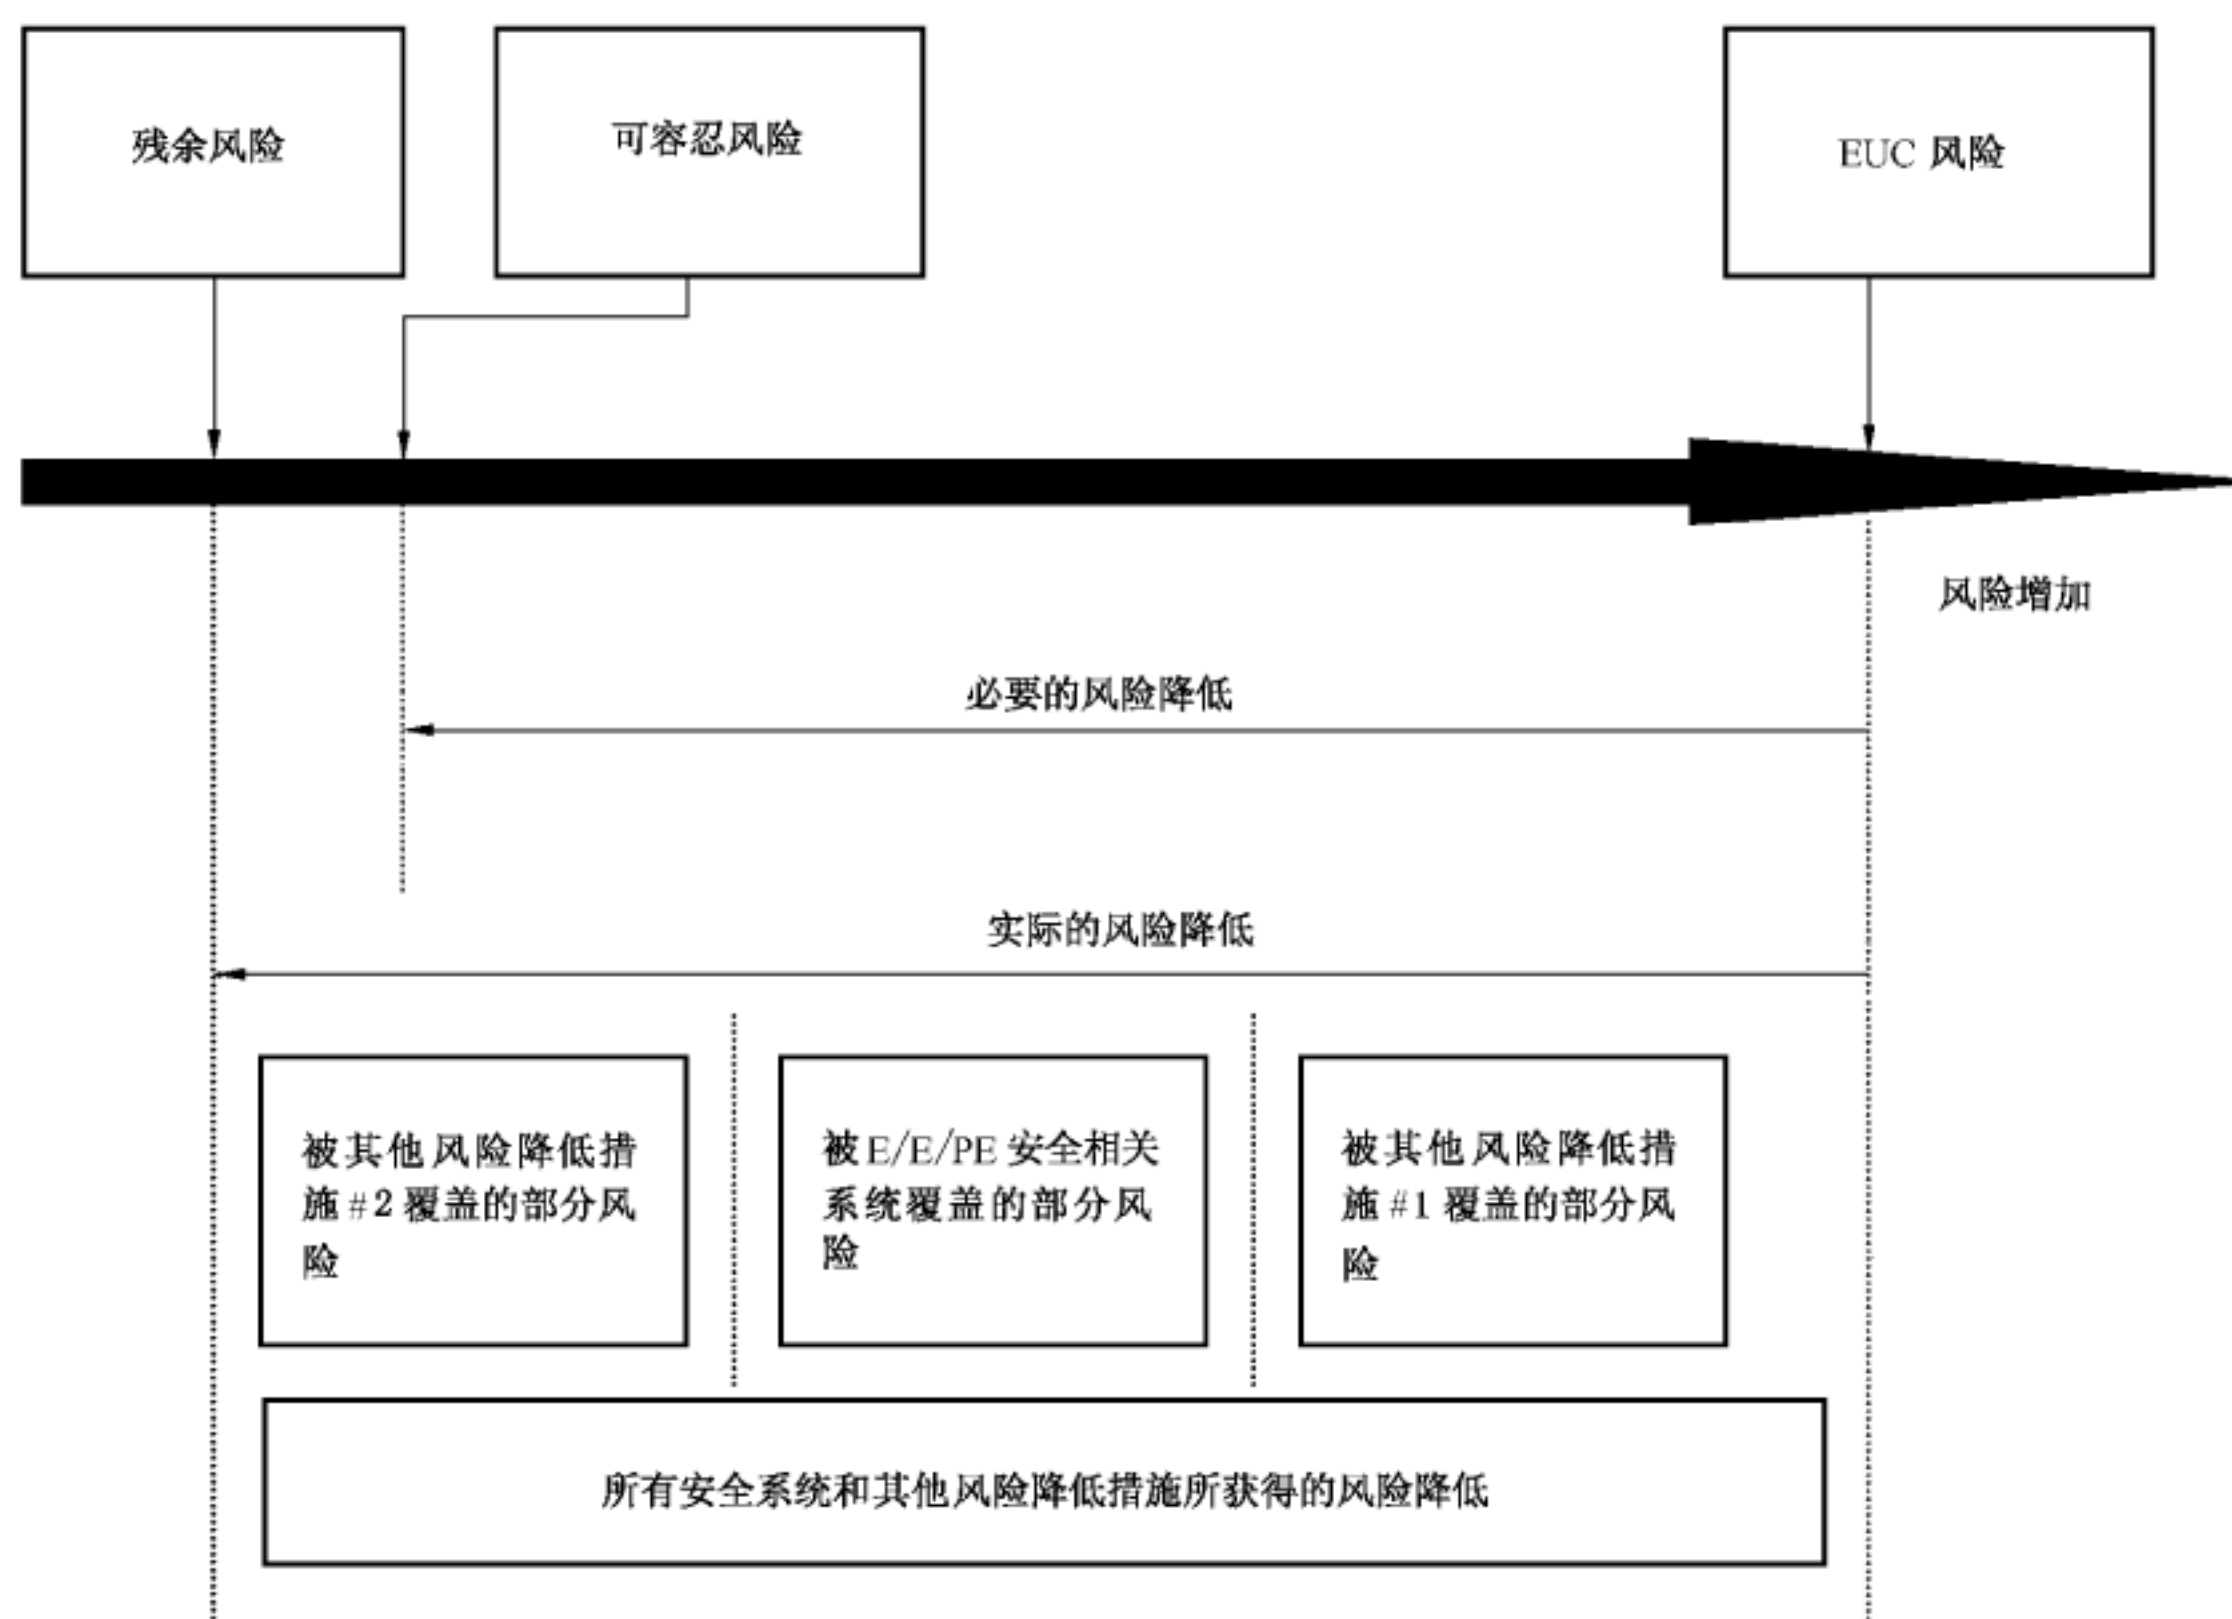 残余风险
可容忍风险
EUC 风险
风险增加
必要的风险降低
实际的风险降低
被其他风险降低措
施#2覆盖的部分风
险
被E/E/PE安全相关
系统覆盖的部分风
险
被其他风险降低措
施#1覆盖的部分风
险
所有安全系统和其他风险降低措施所获得的风险降低